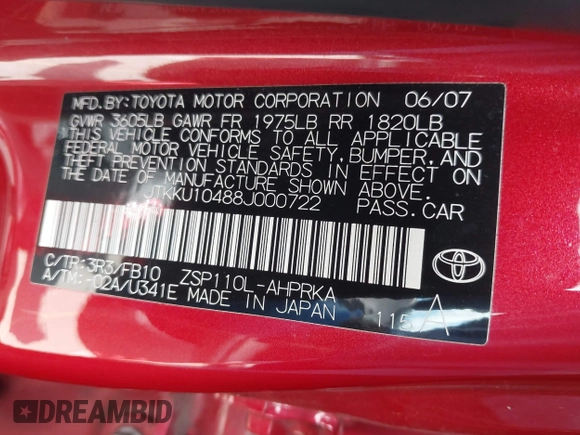 MFD.BY:TOYOTA MOTOR CORPORATION 06/07
GVWR 3605LB GAWR FR 1975LB RR 1820LB
THIS VEHICLE CONFORMS TO ALL APPLICABLE
FEDERAL MOTOR VEHICLE SAFETY,BUMPER,AND
THEFT PREVENTION STANDARDS IN EFFECT ON
THE DATE OF MANUFACTURE SHOWN ABOVE.
JTKKU10488J000722 PASS.CAR
C/TR:3R3/FB10 ZSP110L-AHPRKA
A/TM:-02A/U341E MADE IN JAPAN
TOYOTA
115A
DREAMBID